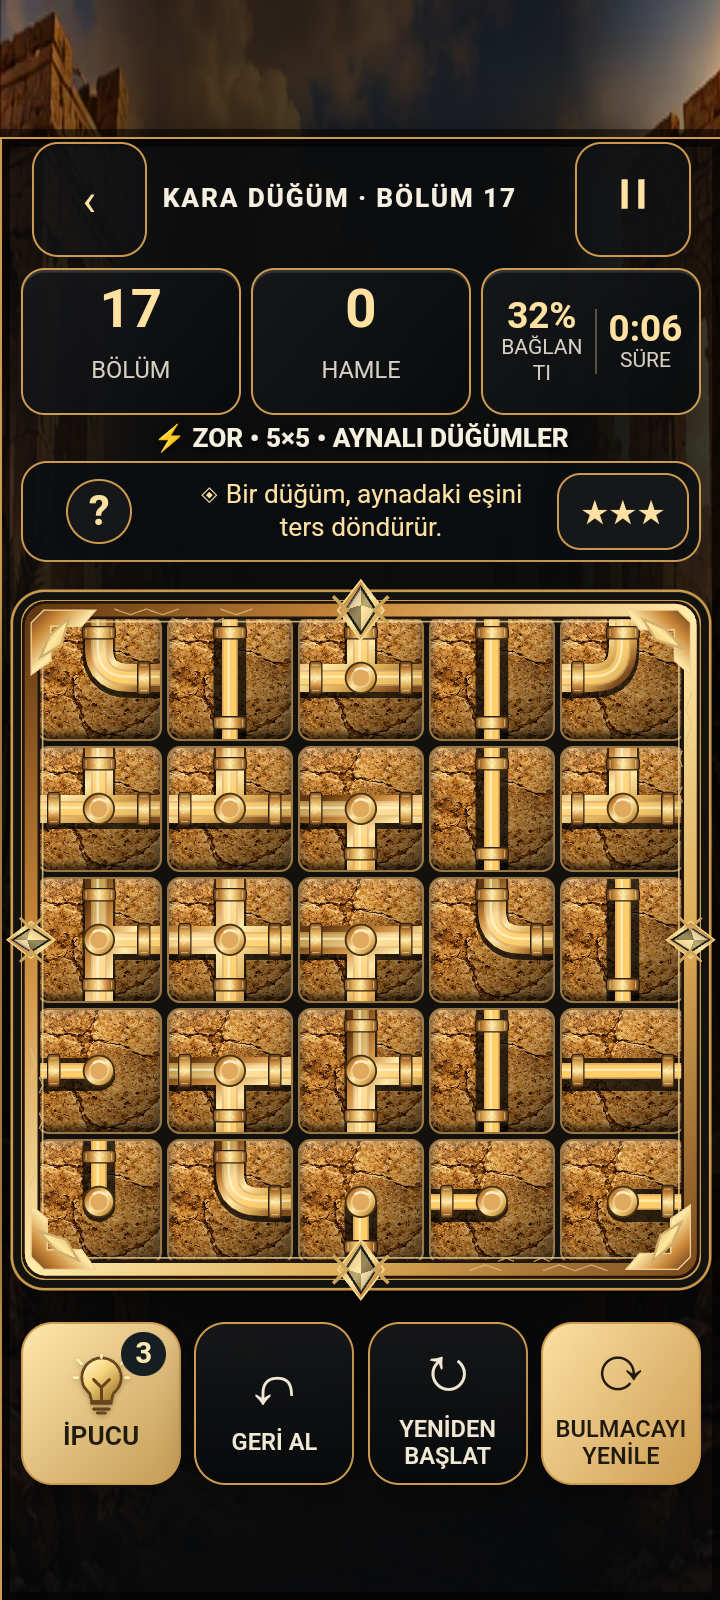 ‹ KARA DÜĞÜM · BÖLÜM 17
17
BÖLÜM
0
HAMLE
32%
BAĞLAN
TI
0:06
SÜRE
⚡ ZOR • 5×5 • AYNALI DÜĞÜMLER
?
◈ Bir düğüm, aynadaki eşini
ters döndürür.
★★★
3
İPUCU
GERİ AL
YENİDEN
BAŞLAT
BULMACAYI
YENİLE